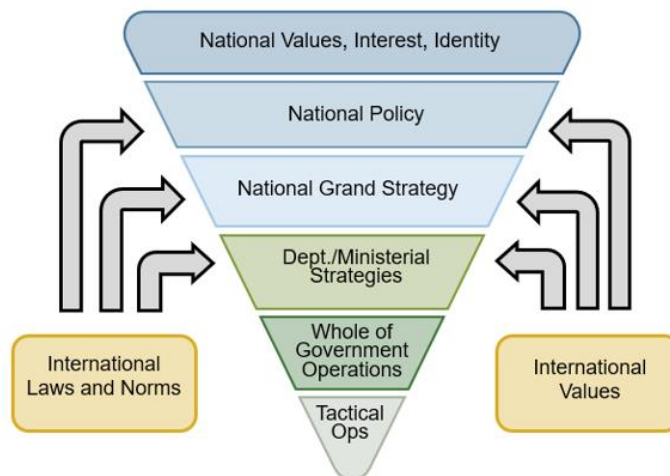 National Values, Interest, Identity
National Policy
National Grand Strategy
Dept./Ministerial
Strategies
Whole of
Government
Operations
Tactical
Ops
International
Laws and Norms
International
Values